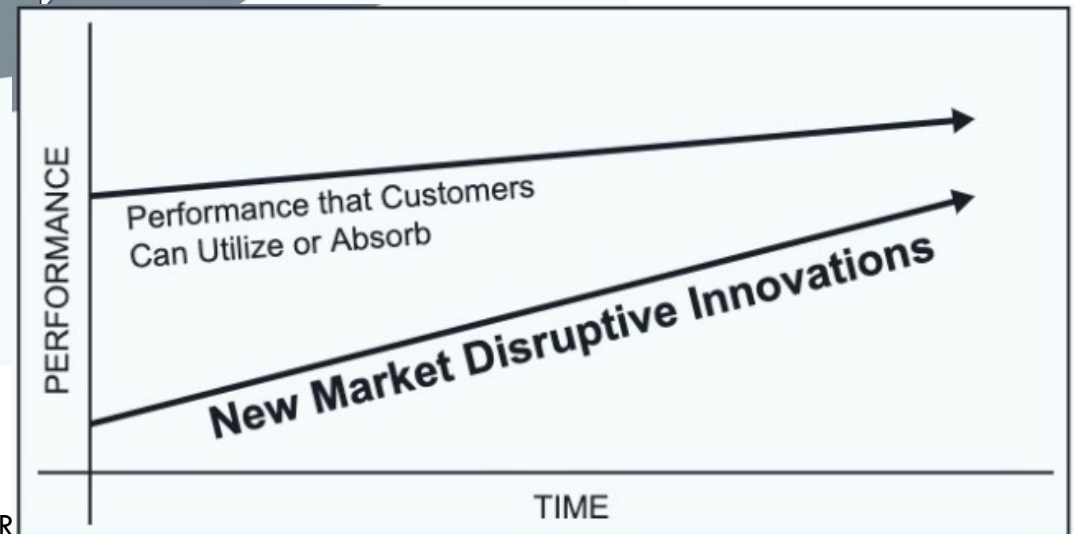 PERFORMANCE
Performance that Customers
Can Utilize or Absorb
New Market Disruptive Innovations
TIME
R